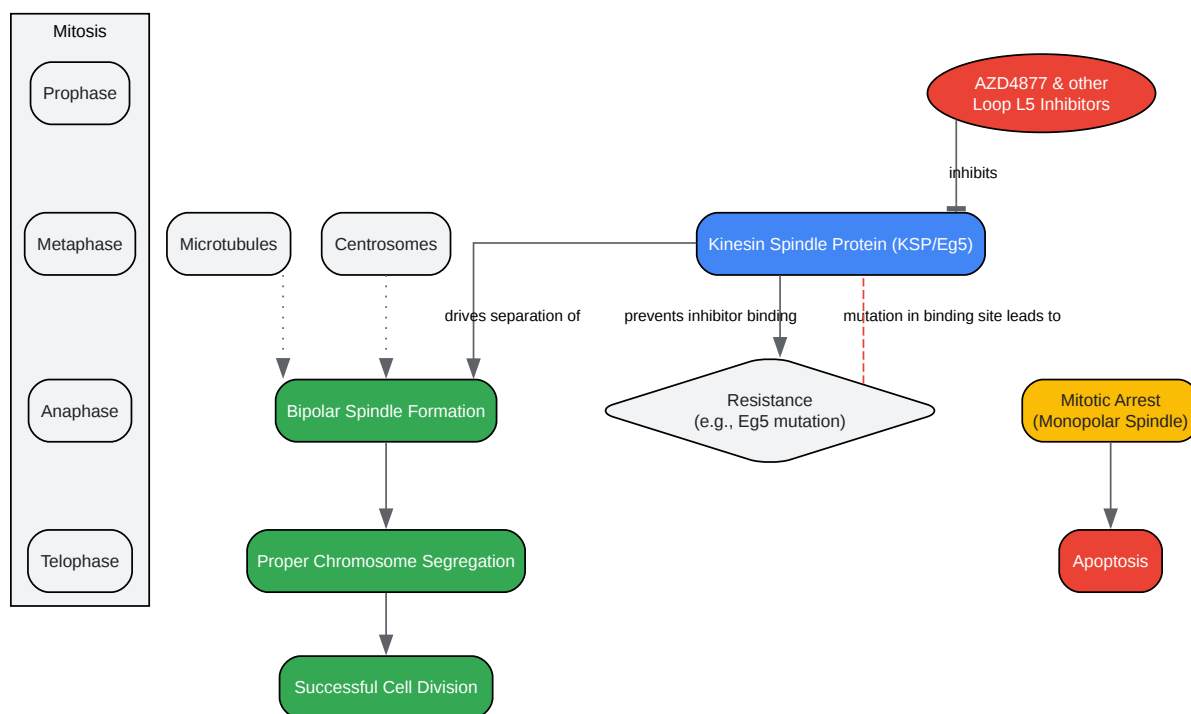 Mitosis
Prophase
AZD4877 & other
Loop L5 Inhibitors
inhibits
Metaphase
Microtubules
Centrosomes
Kinesin Spindle Protein (KSP/Eg5)
drives separation of
prevents inhibitor binding
mutation in binding site leads to
Anaphase
Bipolar Spindle Formation
Resistance
(e.g., Eg5 mutation)
Mitotic Arrest
(Monopolar Spindle)
Telophase
Proper Chromosome Segregation
Apoptosis
Successful Cell Division